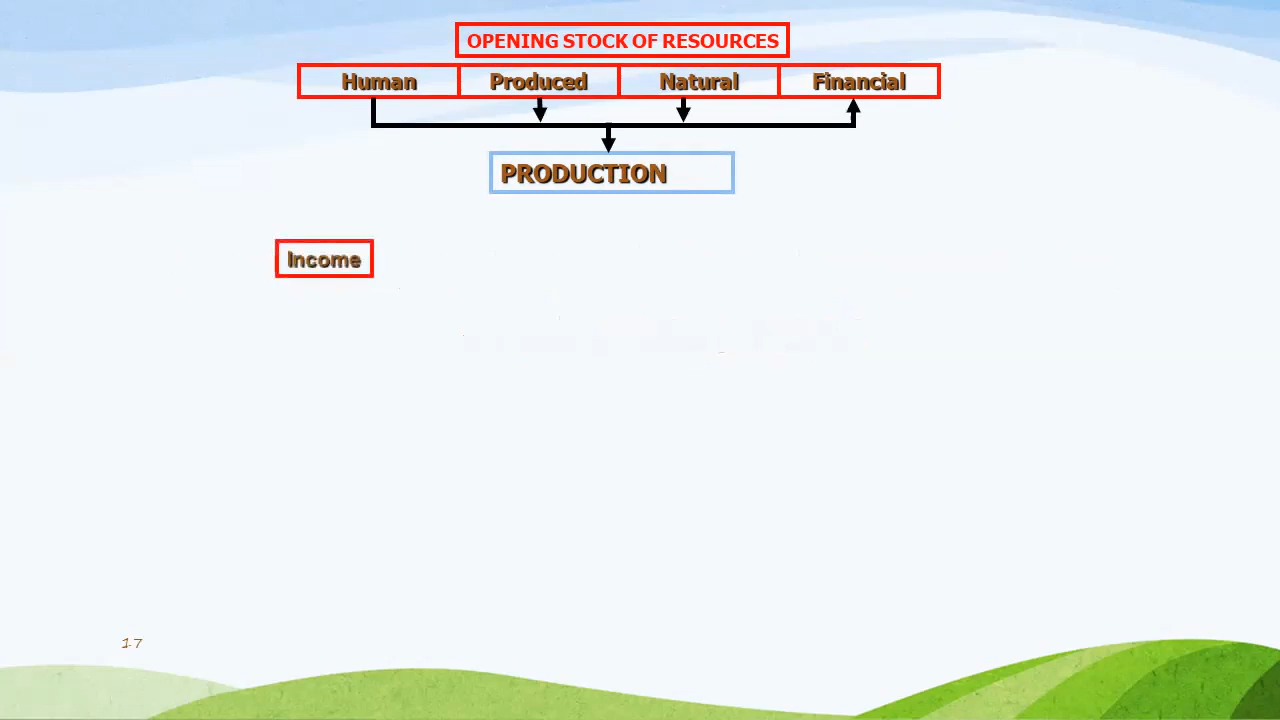 OPENING STOCK OF RESOURCES
Human Produced Natural Financial
PRODUCTION
Income
17